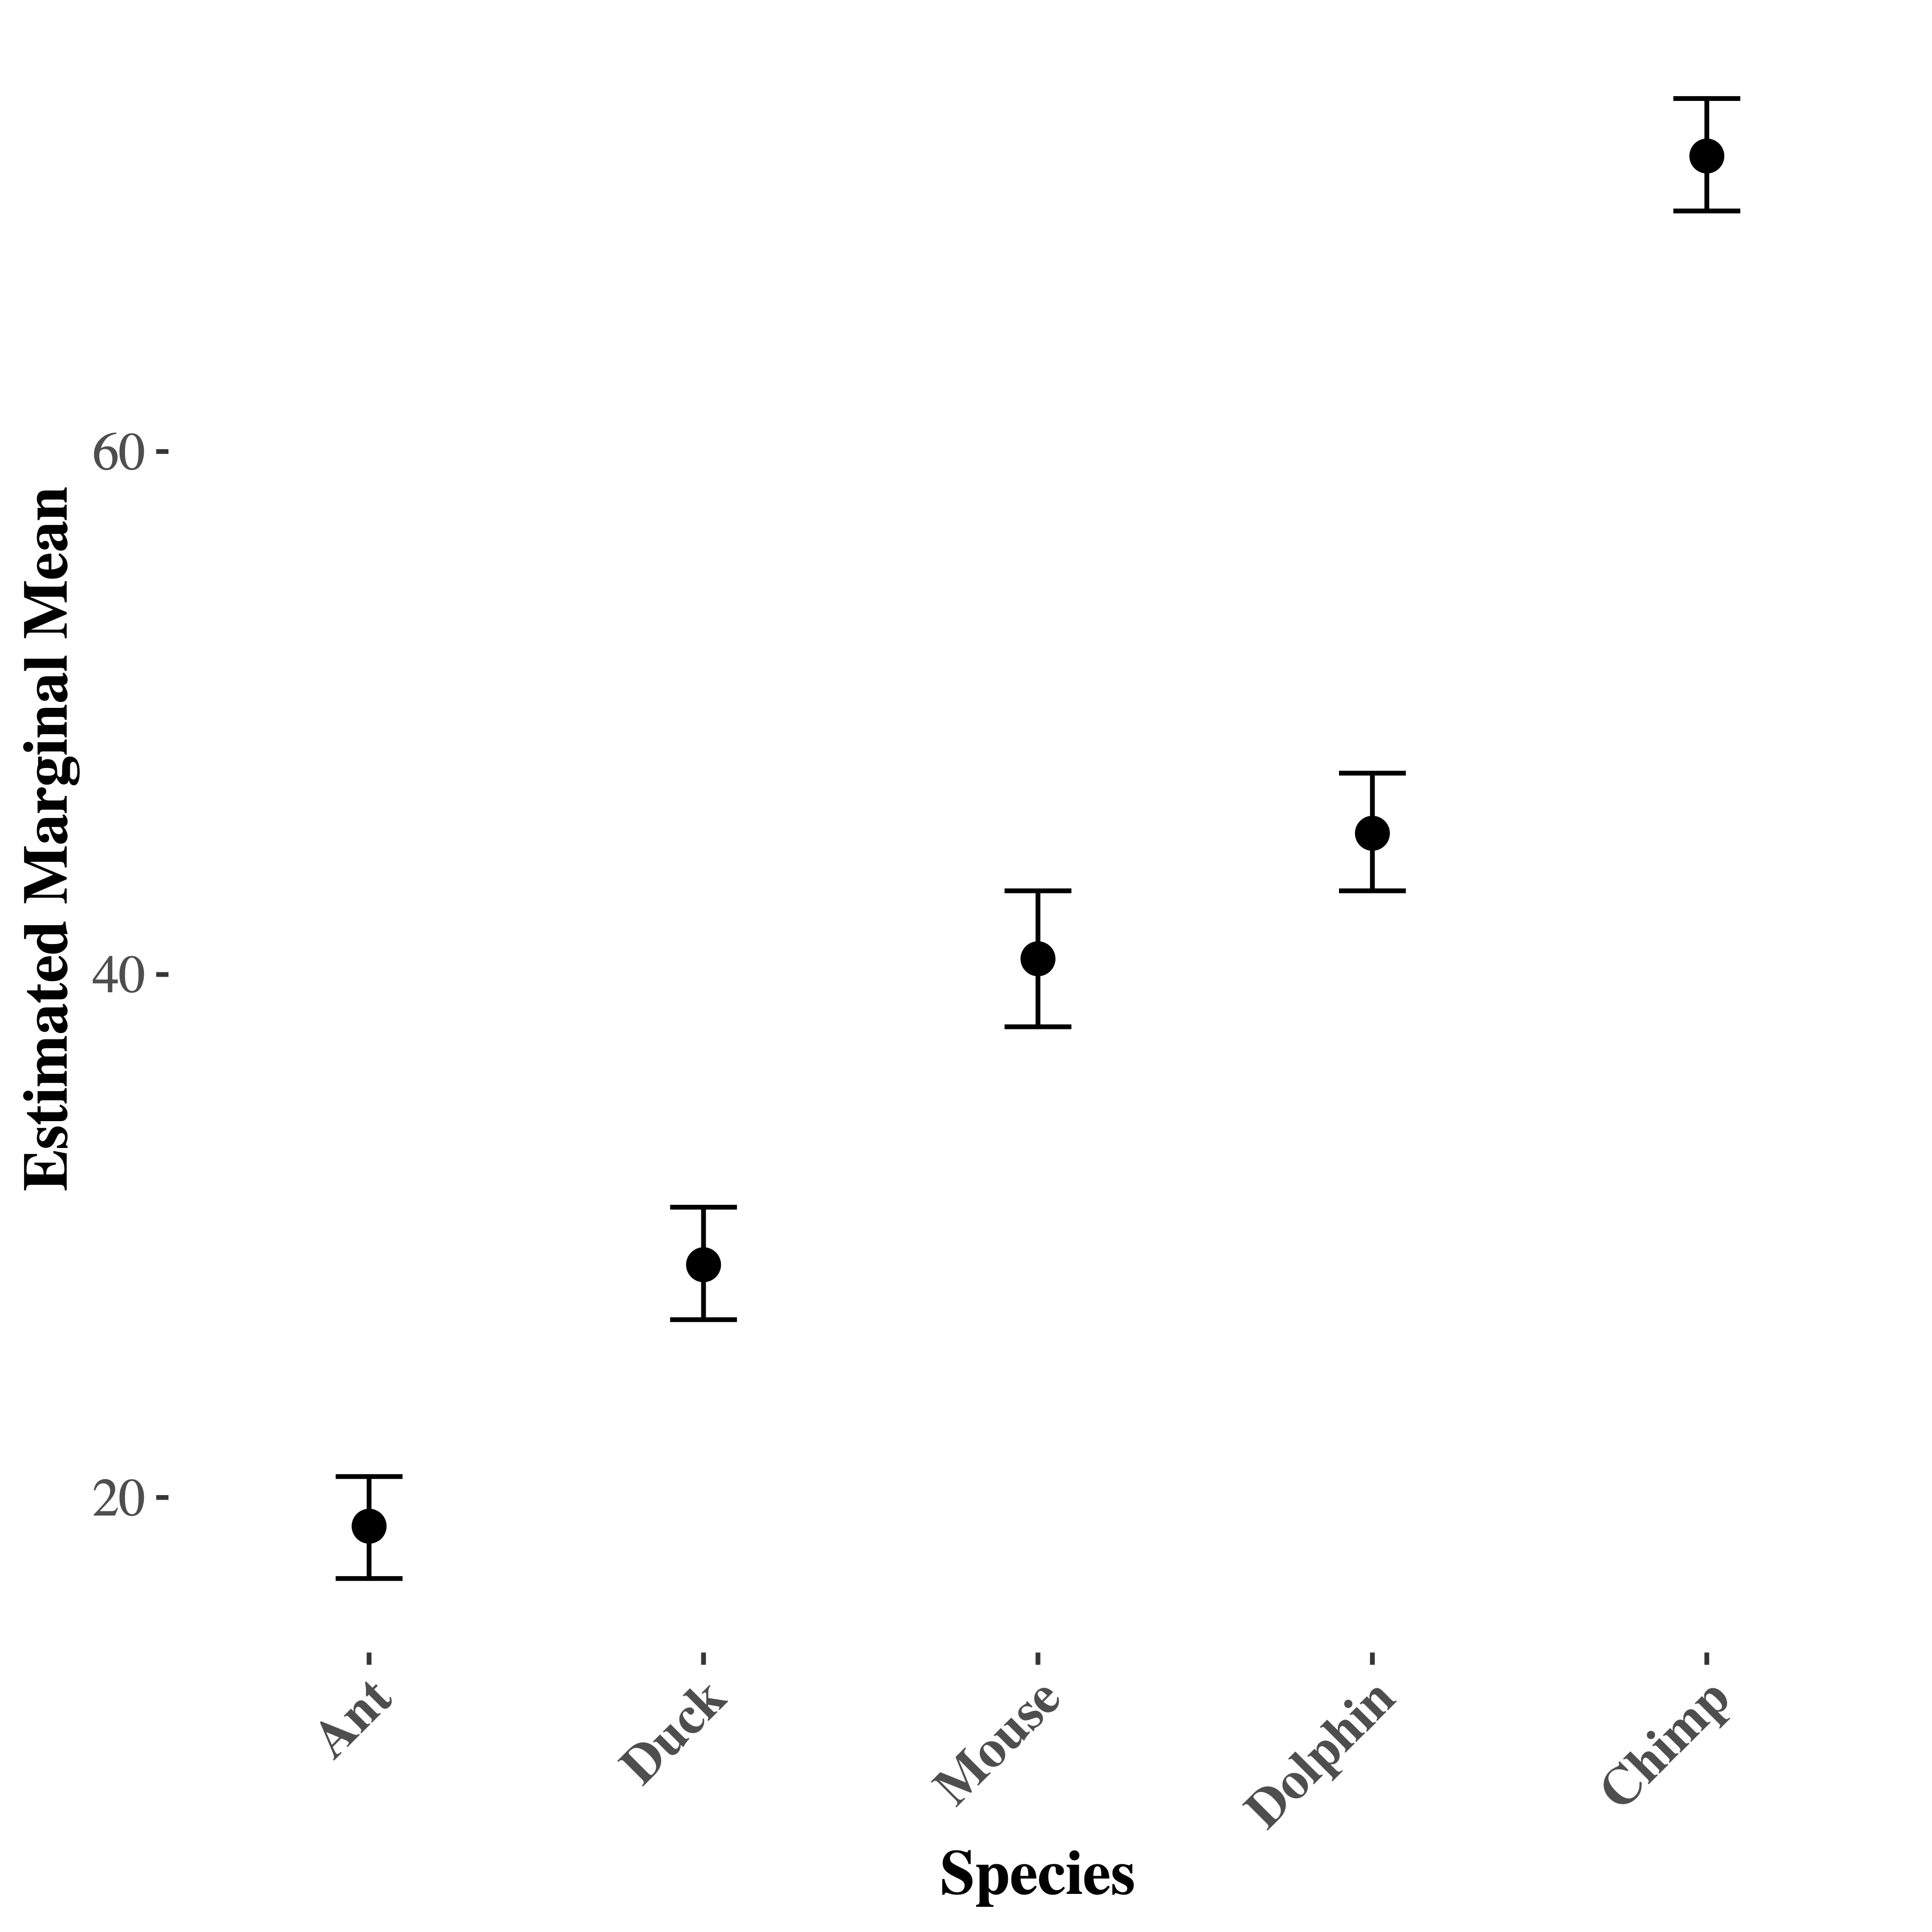 Estimated Marginal Mean
60
40
20
Ant
Duck
Mouse
Dolphin
Chimp
Species